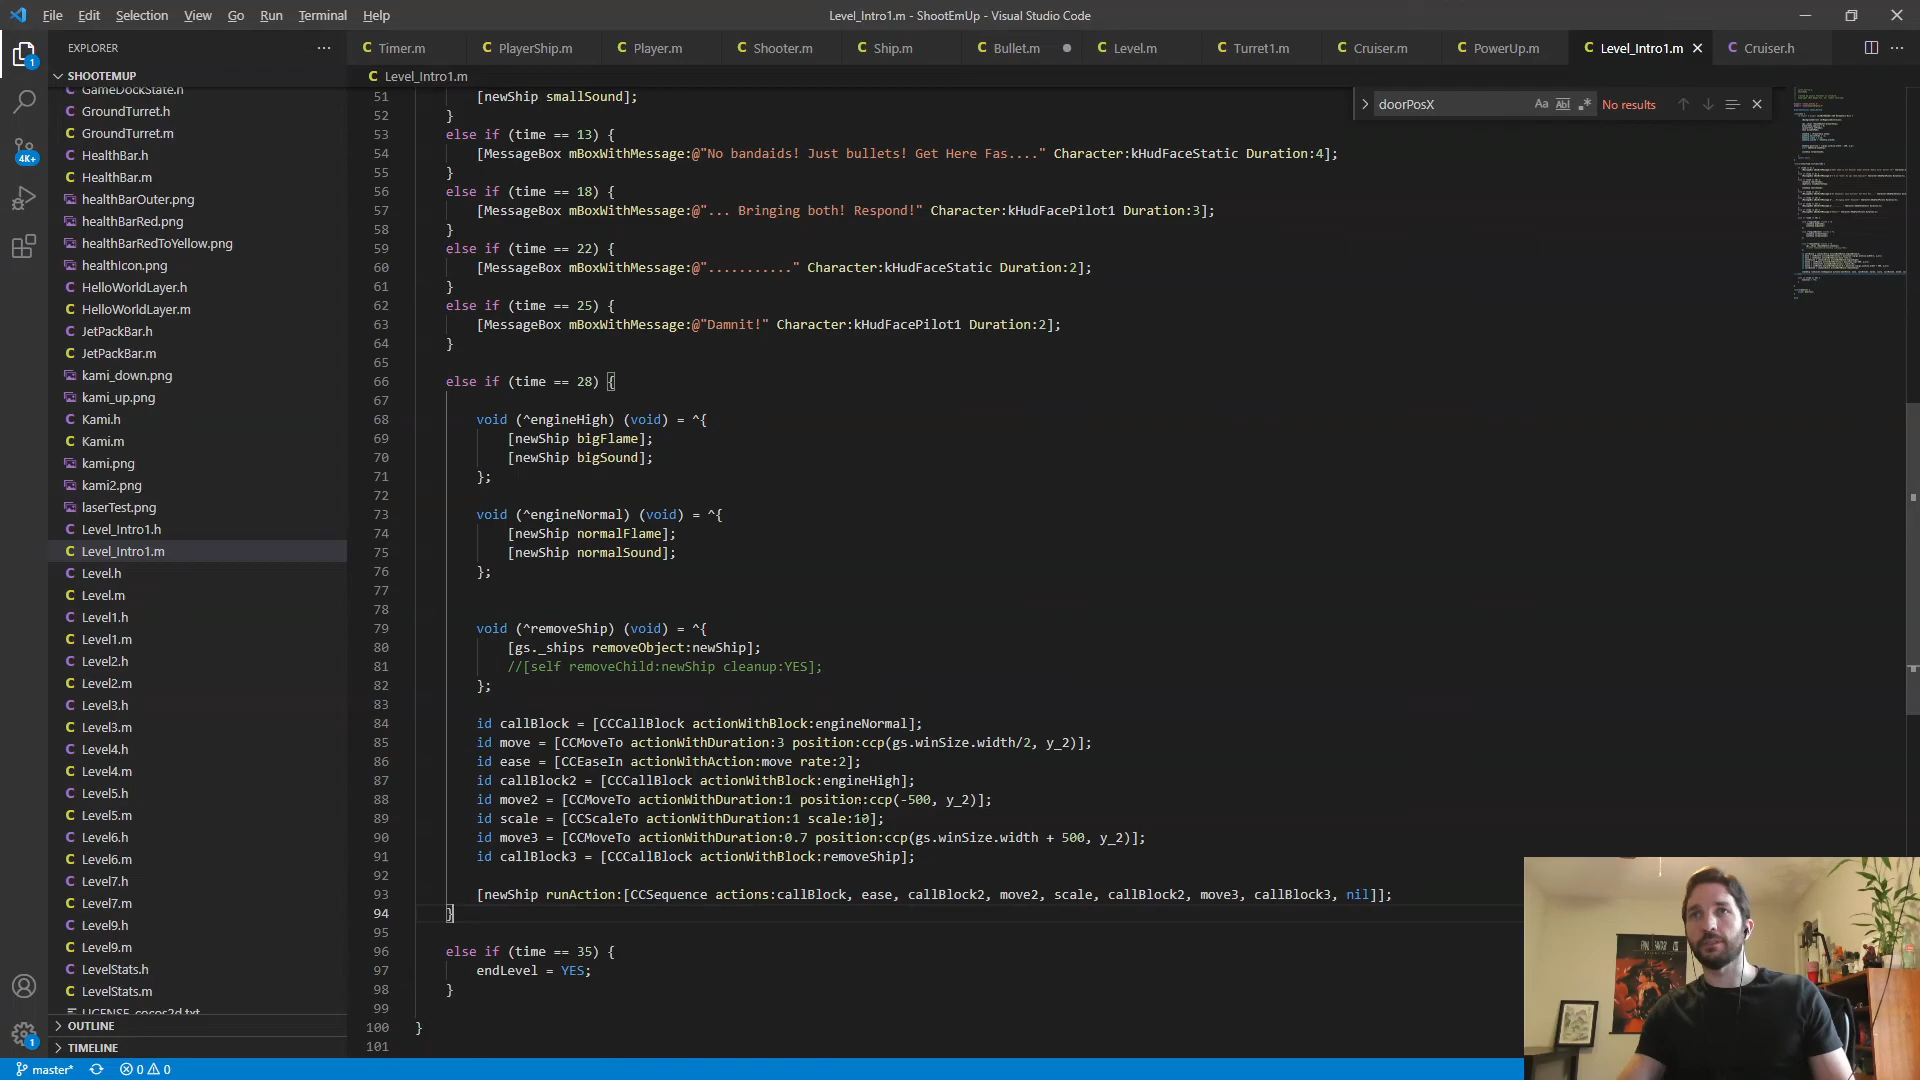 File Edit Selection View Go Run Terminal Help
Level_Intro1.m - ShootEmUp - Visual Studio Code
EXPLORER
Timer.m PlayerShip.m Player.m Shooter.m Ship.m Bullet.m Level.m Turret1.m Cruiser.m PowerUp.m Level_Intro1.m Cruiser.h
SHOOTEMUP
Level_Intro1.m
GameDockState.h
GroundTurret.h
GroundTurret.m
HealthBar.h
HealthBar.m
healthBarOuter.png
healthBarRed.png
healthBarRedToYellow.png
healthIcon.png
HelloWorldLayer.h
HelloWorldLayer.m
JetPackBar.h
JetPackBar.m
kami_down.png
kami_up.png
Kami.h
Kami.m
kami.png
kami2.png
laserTest.png
Level_Intro1.h
Level_Intro1.m
Level.h
Level.m
Level1.h
Level1.m
Level2.h
Level2.m
Level3.h
Level3.m
Level4.h
Level4.m
Level5.h
Level5.m
Level6.h
Level6.m
Level7.h
Level7.m
Level9.h
Level9.m
LevelStats.h
LevelStats.m
LICENSE_cocos2d.txt
OUTLINE
TIMELINE
1
4K+
1
doorPosX Aa Abl No results
51 [newShip smallSound];
52 }
53 else if (time == 13) {
54 [MessageBox mBoxWithMessage:@"No bandaids! Just bullets! Get Here Fas...." Character:kHudFaceStatic Duration:4];
55 }
56 else if (time == 18) {
57 [MessageBox mBoxWithMessage:@"... Bringing both! Respond!" Character:kHudFacePilot1 Duration:3];
58 }
59 else if (time == 22) {
60 [MessageBox mBoxWithMessage:@"..........." Character:kHudFaceStatic Duration:2];
61 }
62 else if (time == 25) {
63 [MessageBox mBoxWithMessage:@"Damnit!" Character:kHudFacePilot1 Duration:2];
64 }
65
66 else if (time == 28) {
67
68 void (^engineHigh) (void) = ^{
69 [newShip bigFlame];
70 [newShip bigSound];
71 };
72
73 void (^engineNormal) (void) = ^{
74 [newShip normalFlame];
75 [newShip normalSound];
76 };
77
78
79 void (^removeShip) (void) = ^{
80 [gs._ships removeObject:newShip];
81 //[self removeChild:newShip cleanup:YES];
82 };
83
84 id callBlock = [CCCallBlock actionWithBlock:engineNormal];
85 id move = [CCMoveTo actionWithDuration:3 position:ccp(gs.winSize.width/2, y_2)];
86 id ease = [CCEaseIn actionWithAction:move rate:2];
87 id callBlock2 = [CCCallBlock actionWithBlock:engineHigh];
88 id move2 = [CCMoveTo actionWithDuration:1 position:ccp(-500, y_2)];
89 id scale = [CCScaleTo actionWithDuration:1 scale:10];
90 id move3 = [CCMoveTo actionWithDuration:0.7 position:ccp(gs.winSize.width + 500, y_2)];
91 id callBlock3 = [CCCallBlock actionWithBlock:removeShip];
92
93 [newShip runAction:[CCSequence actions:callBlock, ease, callBlock2, move2, scale, callBlock2, move3, callBlock3, nil]];
94 }
95
96 else if (time == 35) {
97 endLevel = YES;
98 }
99
100 }
101
master* 0 0